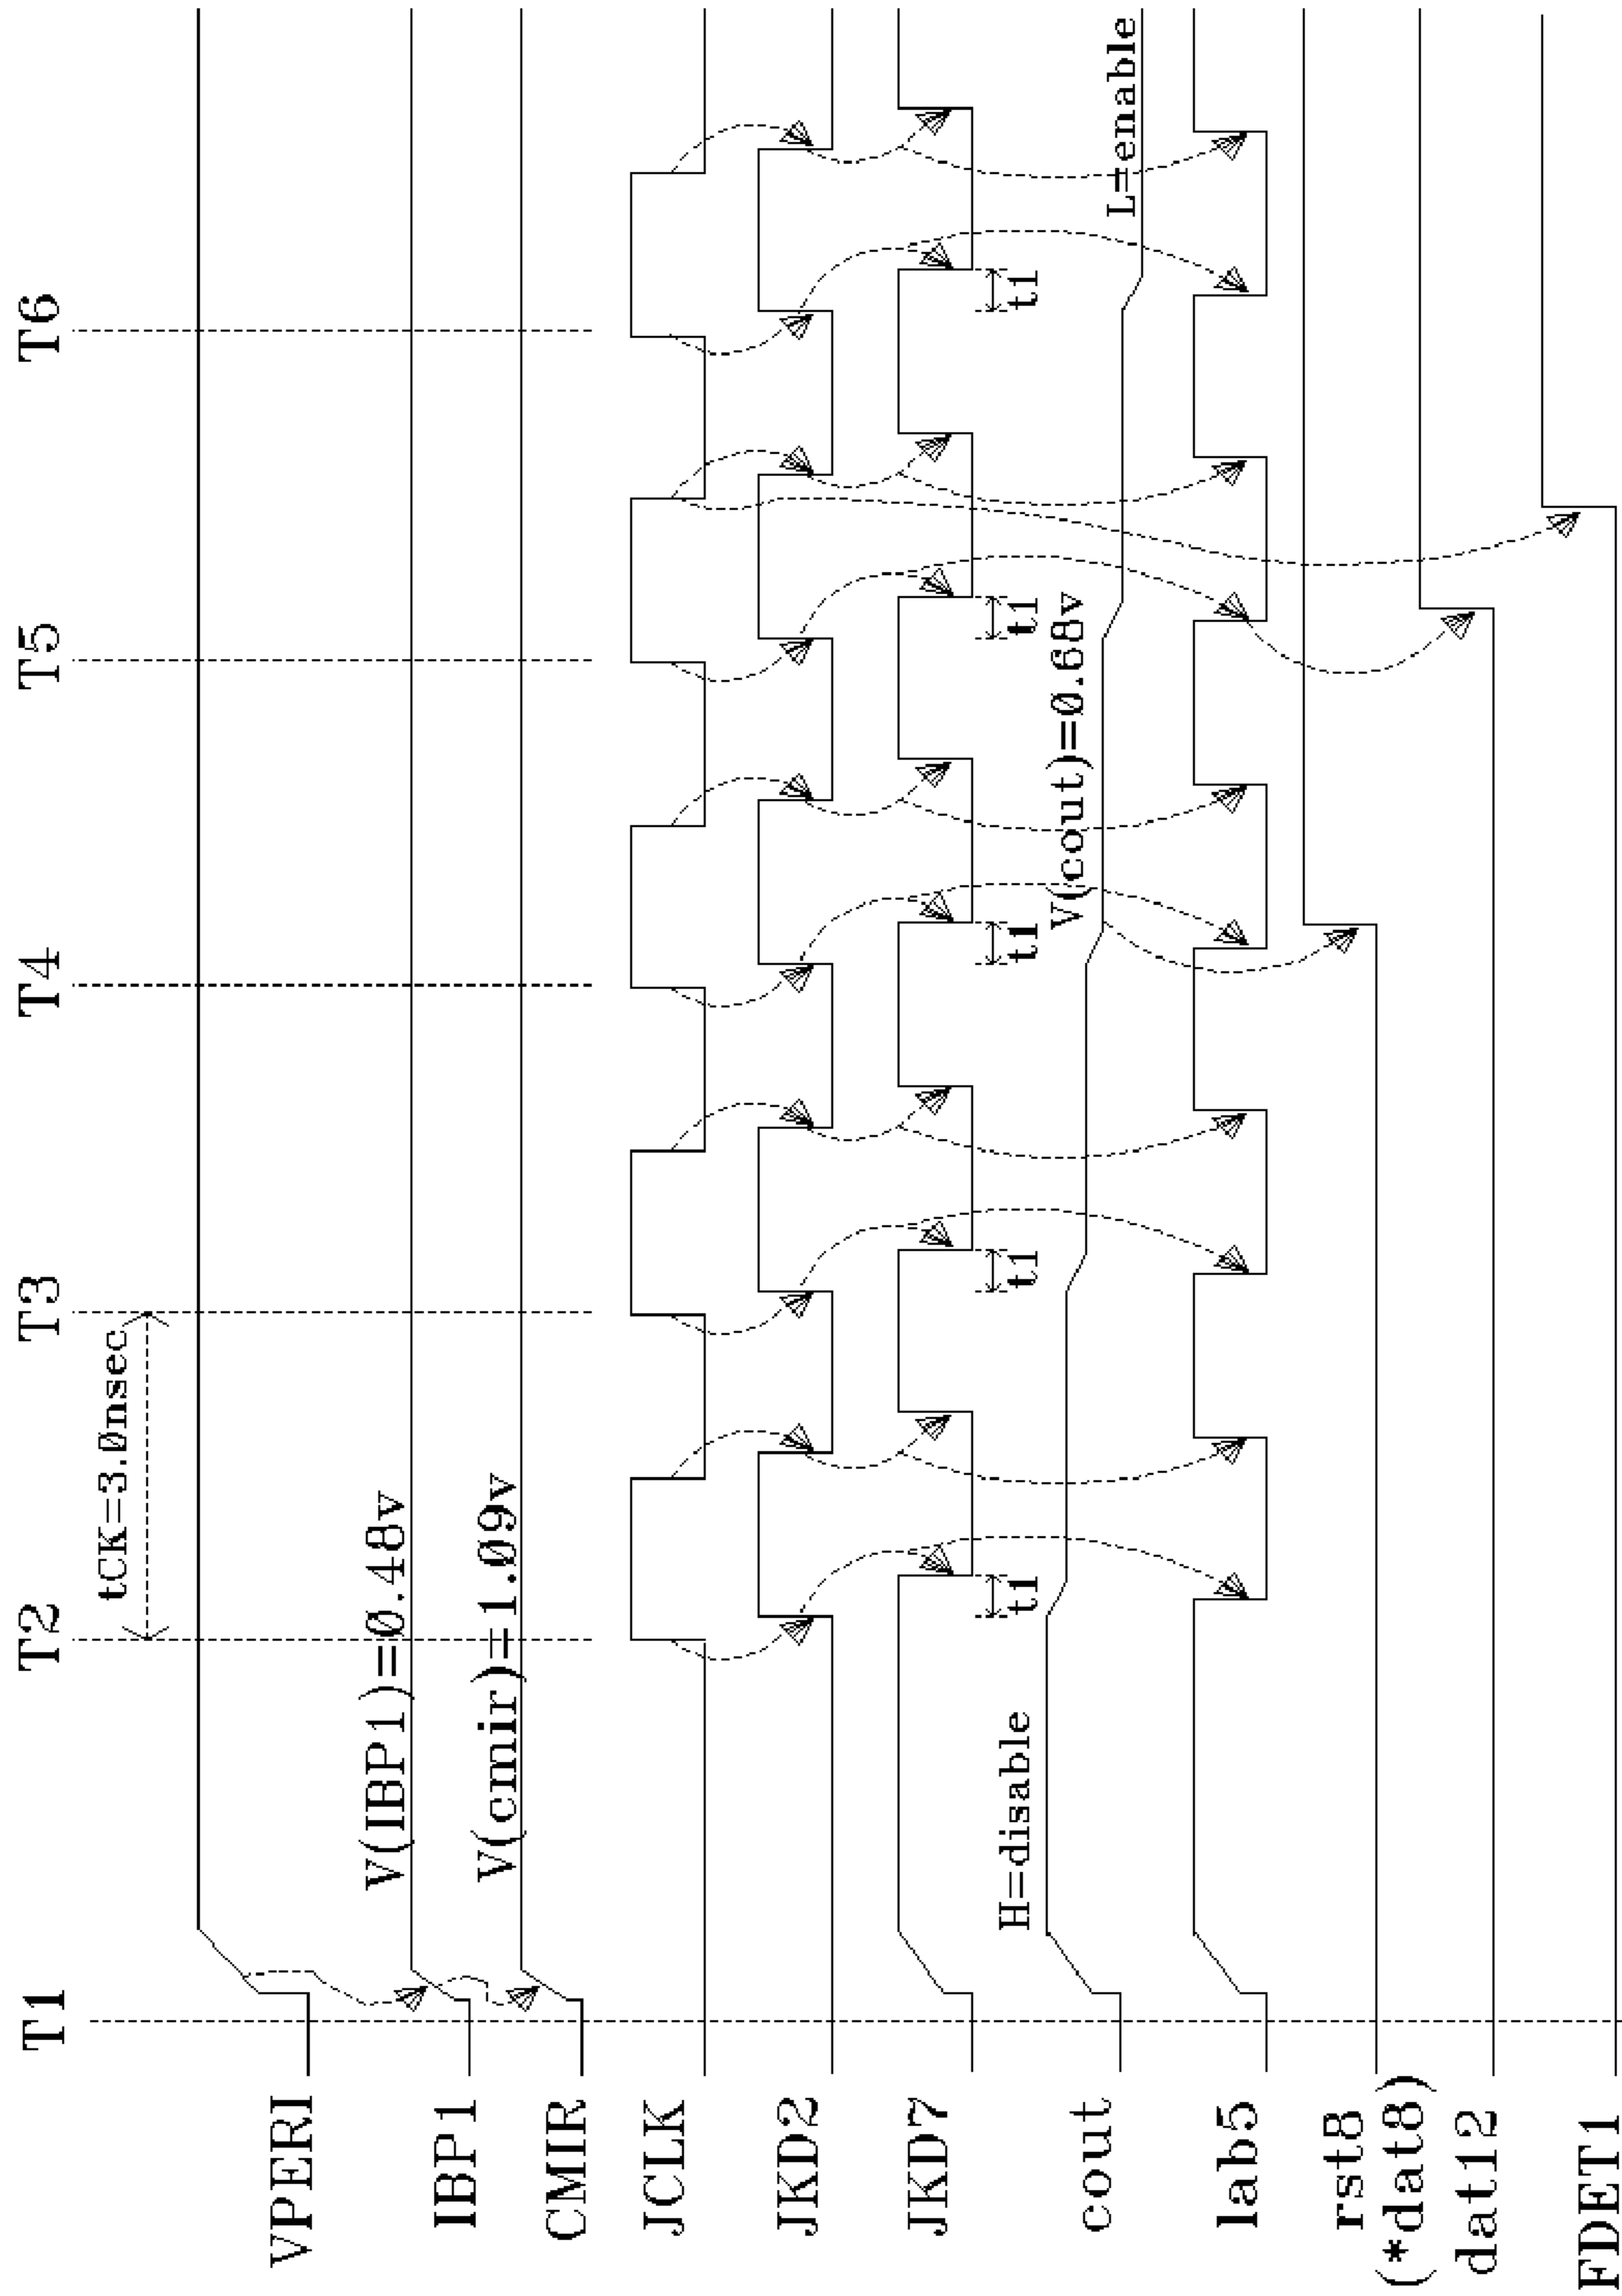 T1 T2 T3 T4 T5 T6
tCK=3.0nsec
VPERI
V(IBP1)=0.48v
IBP1
V(cmir)=1.09v
CMIR
JCLK
JKD2
JKD7
t1 t1 t1 t1 t1
H=disable
V(cout)=0.68v
L=enable
cout
lab5
rst8
(*dat8)
dat12
FDET1